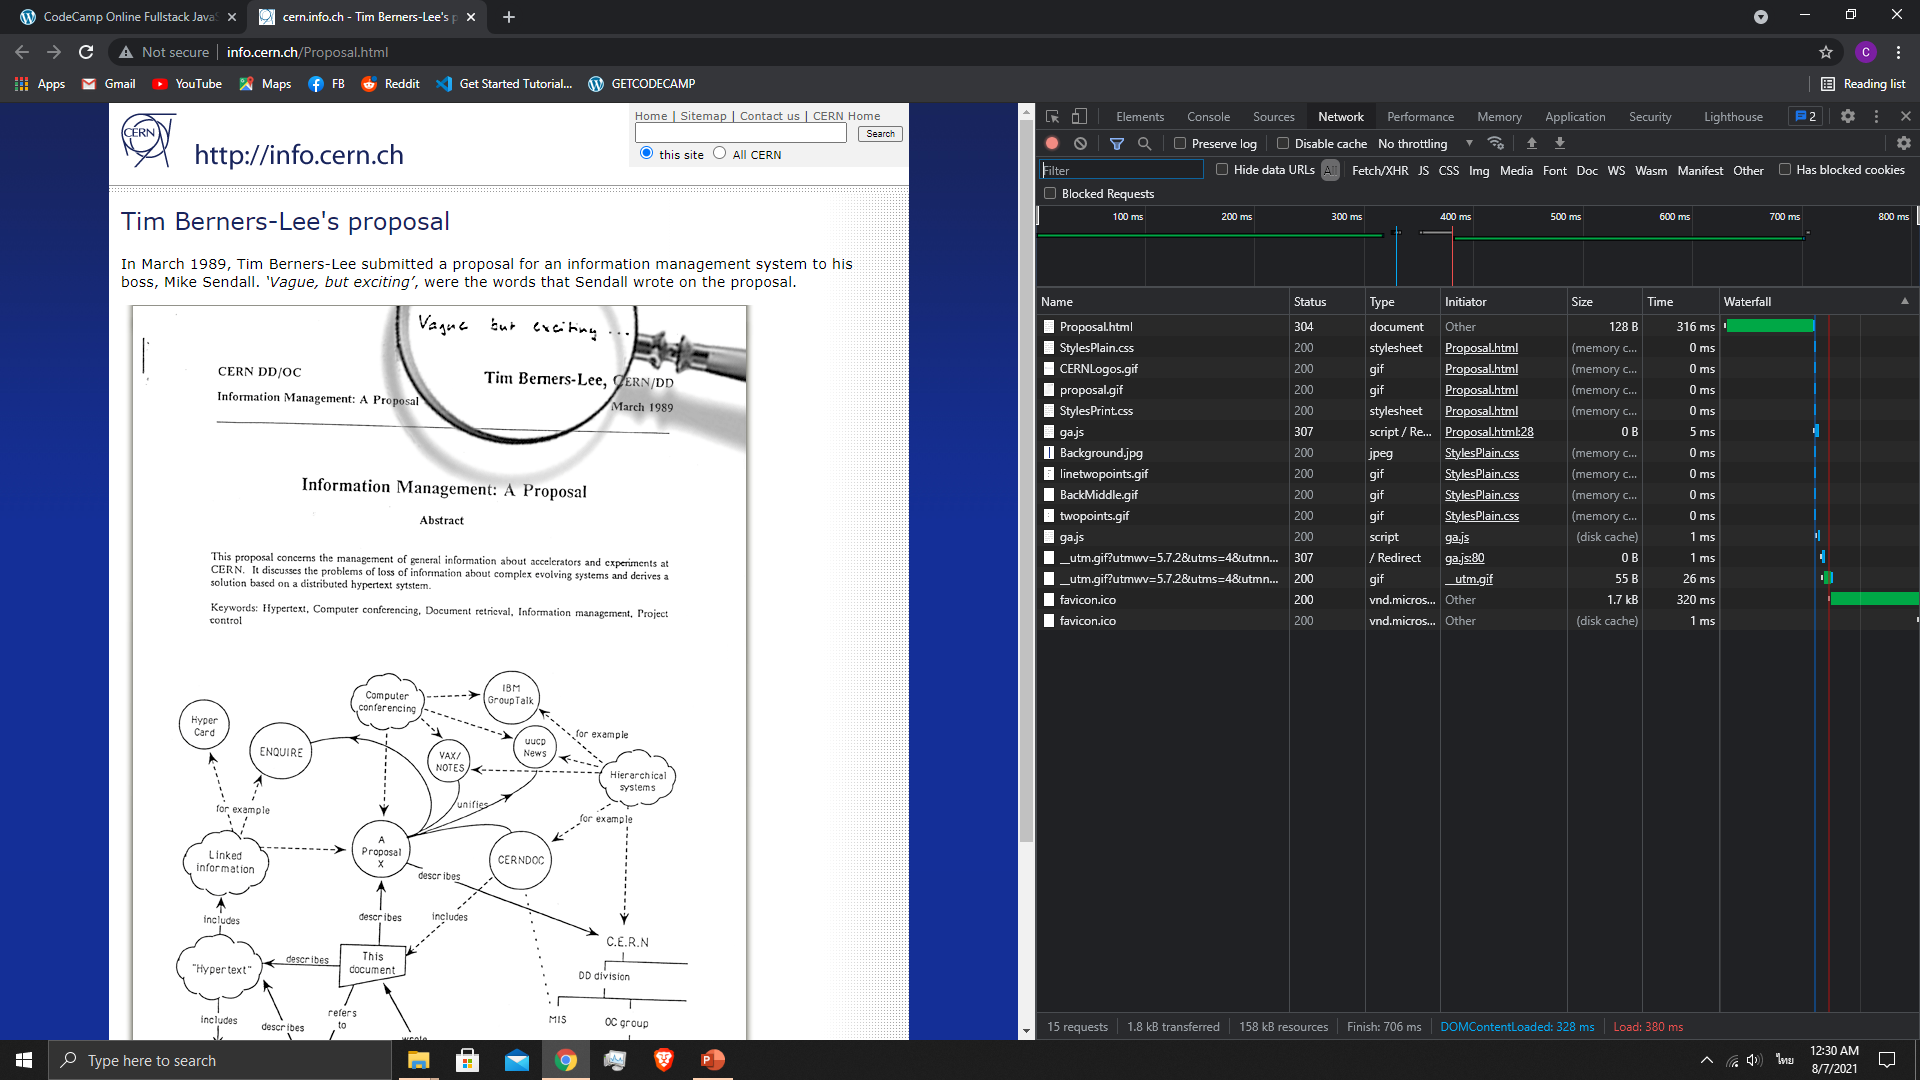 CodeCamp Online Fullstack JavaS
cern.info.ch - Tim Berners-Lee's p
Not secure
info.cern.ch/Proposal.html
C
Apps
Gmail
YouTube
Maps
FB
Reddit
Get Started Tutorial...
GETCODECAMP
Reading list
CERN
http://info.cern.ch
Home | Sitemap | Contact us | CERN Home
Search
this site
All CERN
Tim Berners-Lee's proposal
In March 1989, Tim Berners-Lee submitted a proposal for an information management system to his
boss, Mike Sendall. 'Vague, but exciting', were the words that Sendall wrote on the proposal.
Vague but exciting ...
CERN DD/OC
Tim Berners-Lee, CERN/DD
Information Management: A Proposal
March 1989
Information Management: A Proposal
Abstract
This proposal concerns the management of general information about accelerators and experiments at
CERN. It discusses the problems of loss of information about complex evolving systems and derives a
solution based on a distributed hypertext sytstem.
Keywords: Hypertext, Computer conferencing, Document retrieval, Information management, Project
control
Computer
conferencing
IBM
GroupTalk
Hyper
Card
ENQUIRE
VAX/
NOTES
uucp
News
for example
Hierarchical
systems
for example
unifies
for example
A
Proposal
X
Linked
information
CERNDOC
describes
includes
describes
includes
C.E.R.N
"Hypertext"
describes
This
document
DD division
includes
describes
refers
to
MIS
OC group
wrote
Elements
Console
Sources
Network
Performance
Memory
Application
Security
Lighthouse
2
Preserve log
Disable cache
No throttling
Filter
Hide data URLs
All
Fetch/XHR
JS
CSS
Img
Media
Font
Doc
WS
Wasm
Manifest
Other
Has blocked cookies
Blocked Requests
100 ms
200 ms
300 ms
400 ms
500 ms
600 ms
700 ms
800 ms
Name Status Type Initiator Size Time Waterfall
Proposal.html 304 document Other 128 B 316 ms
StylesPlain.css 200 stylesheet Proposal.html (memory c... 0 ms
CERNLogos.gif 200 gif Proposal.html (memory c... 0 ms
proposal.gif 200 gif Proposal.html (memory c... 0 ms
StylesPrint.css 200 stylesheet Proposal.html (memory c... 0 ms
ga.js 307 script / Re... Proposal.html:28 0 B 5 ms
Background.jpg 200 jpeg StylesPlain.css (memory c... 0 ms
linetwopoints.gif 200 gif StylesPlain.css (memory c... 0 ms
BackMiddle.gif 200 gif StylesPlain.css (memory c... 0 ms
twopoints.gif 200 gif StylesPlain.css (memory c... 0 ms
ga.js 200 script ga.js (disk cache) 1 ms
__utm.gif?utmwv=5.7.2&utms=4&utmn... 307 / Redirect ga.js:80 0 B 1 ms
__utm.gif?utmwv=5.7.2&utms=4&utmn... 200 gif __utm.gif 55 B 26 ms
favicon.ico 200 vnd.micros... Other 1.7 kB 320 ms
favicon.ico 200 vnd.micros... Other (disk cache) 1 ms
15 requests
1.8 kB transferred
158 kB resources
Finish: 706 ms
DOMContentLoaded: 328 ms
Load: 380 ms
Type here to search
ไทย
12:30 AM
8/7/2021